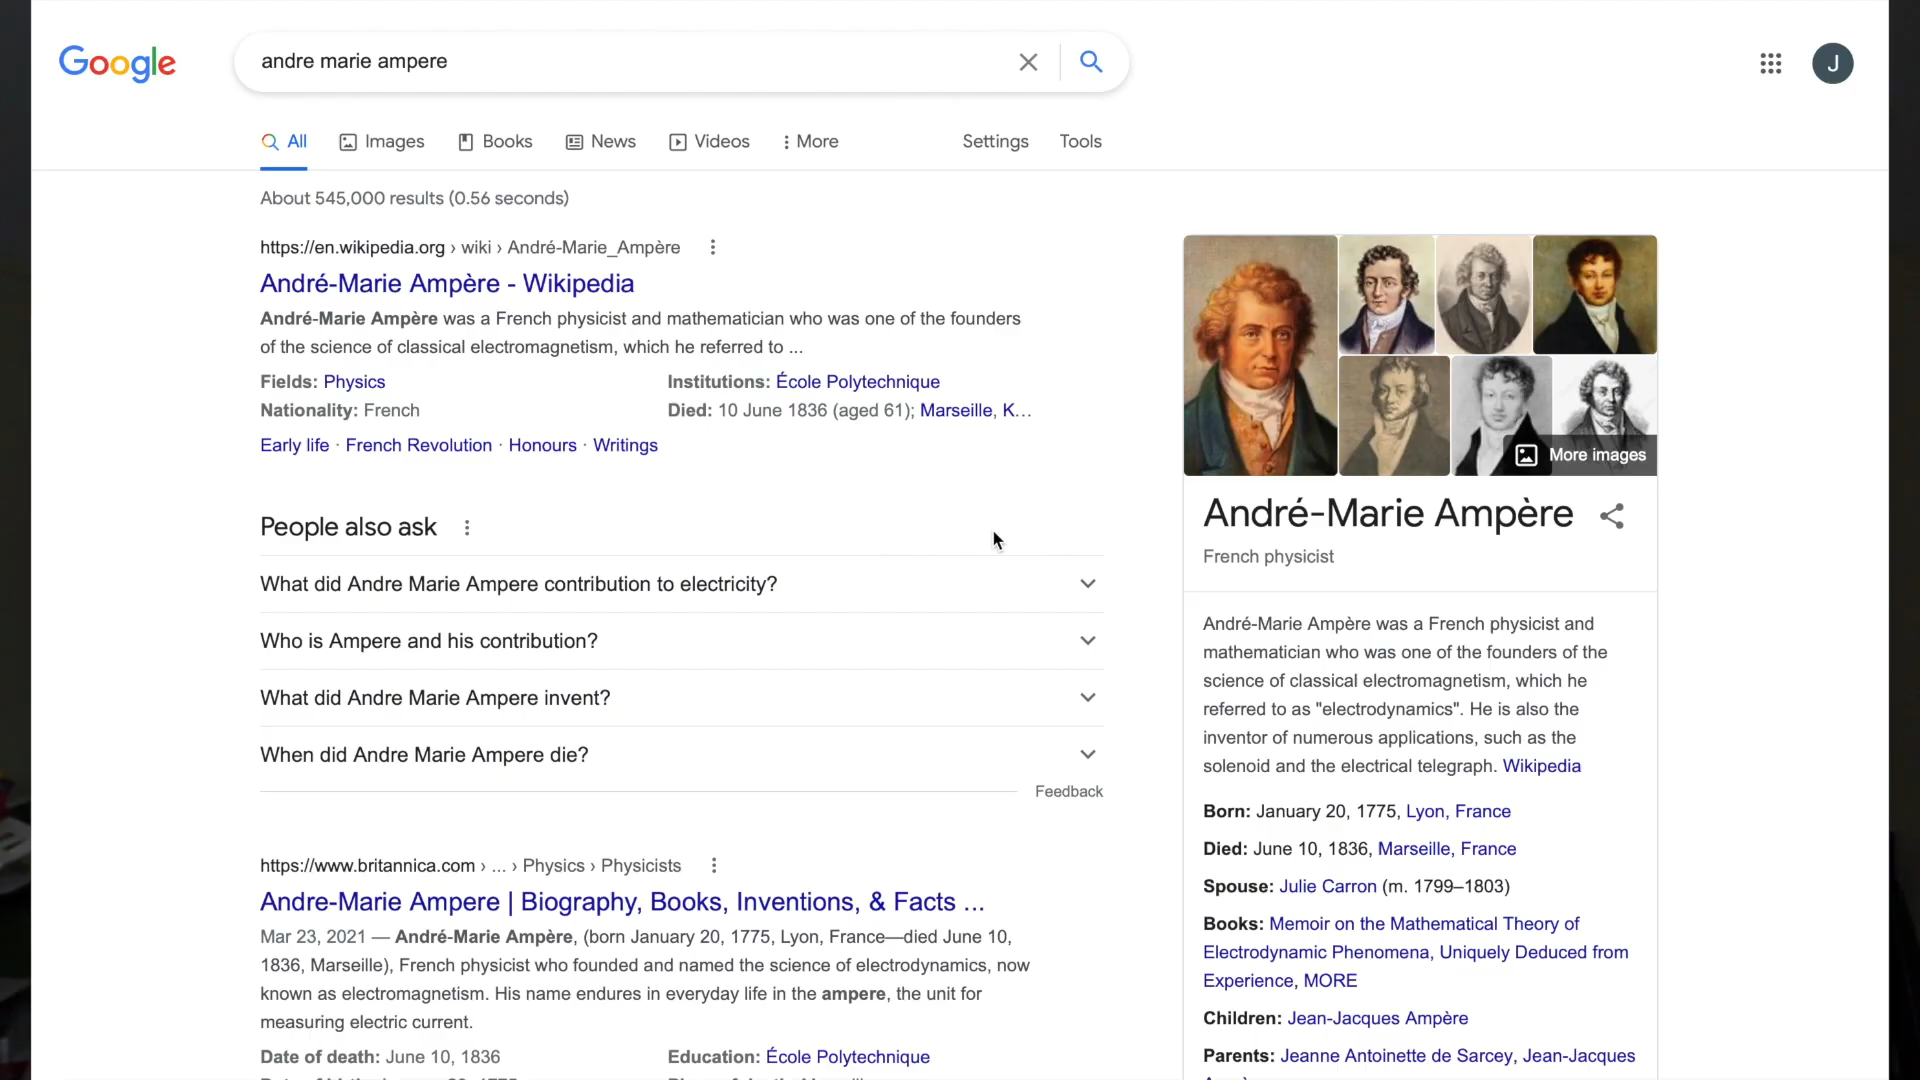 Google
andre marie ampere
J
All Images Books News Videos More Settings Tools
About 545,000 results (0.56 seconds)
https://en.wikipedia.org › wiki › André-Marie_Ampère
André-Marie Ampère - Wikipedia
André-Marie Ampère was a French physicist and mathematician who was one of the founders
of the science of classical electromagnetism, which he referred to ...
Fields: Physics
Institutions: École Polytechnique
Nationality: French
Died: 10 June 1836 (aged 61); Marseille, K...
Early life · French Revolution · Honours · Writings
People also ask
What did Andre Marie Ampere contribution to electricity?
Who is Ampere and his contribution?
What did Andre Marie Ampere invent?
When did Andre Marie Ampere die?
Feedback
https://www.britannica.com › ... › Physics › Physicists
Andre-Marie Ampere | Biography, Books, Inventions, & Facts ...
Mar 23, 2021 — André-Marie Ampère, (born January 20, 1775, Lyon, France—died June 10,
1836, Marseille), French physicist who founded and named the science of electrodynamics, now
known as electromagnetism. His name endures in everyday life in the ampere, the unit for
measuring electric current.
Date of death: June 10, 1836
Education: École Polytechnique
More images
André-Marie Ampère
French physicist
André-Marie Ampère was a French physicist and
mathematician who was one of the founders of the
science of classical electromagnetism, which he
referred to as "electrodynamics". He is also the
inventor of numerous applications, such as the
solenoid and the electrical telegraph. Wikipedia
Born: January 20, 1775, Lyon, France
Died: June 10, 1836, Marseille, France
Spouse: Julie Carron (m. 1799–1803)
Books: Memoir on the Mathematical Theory of
Electrodynamic Phenomena, Uniquely Deduced from
Experience, MORE
Children: Jean-Jacques Ampère
Parents: Jeanne Antoinette de Sarcey, Jean-Jacques